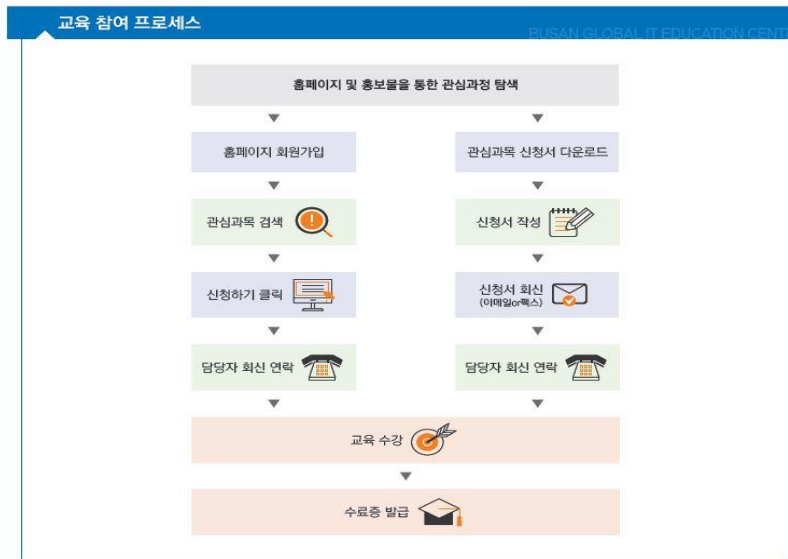 교육 참여 프로세스
BUSAN GLOBAL IT EDUCATION CENT
홈페이지 및 홍보물을 통한 관심과정 탐색
홈페이지 회원가입
관심과목 신청서 다운로드
관심과목 검색
신청서 작성
신청하기 클릭
신청서 회신
(이메일or팩스)
담당자 회신 연락
담당자 회신 연락
교육 수강
수료증 발급